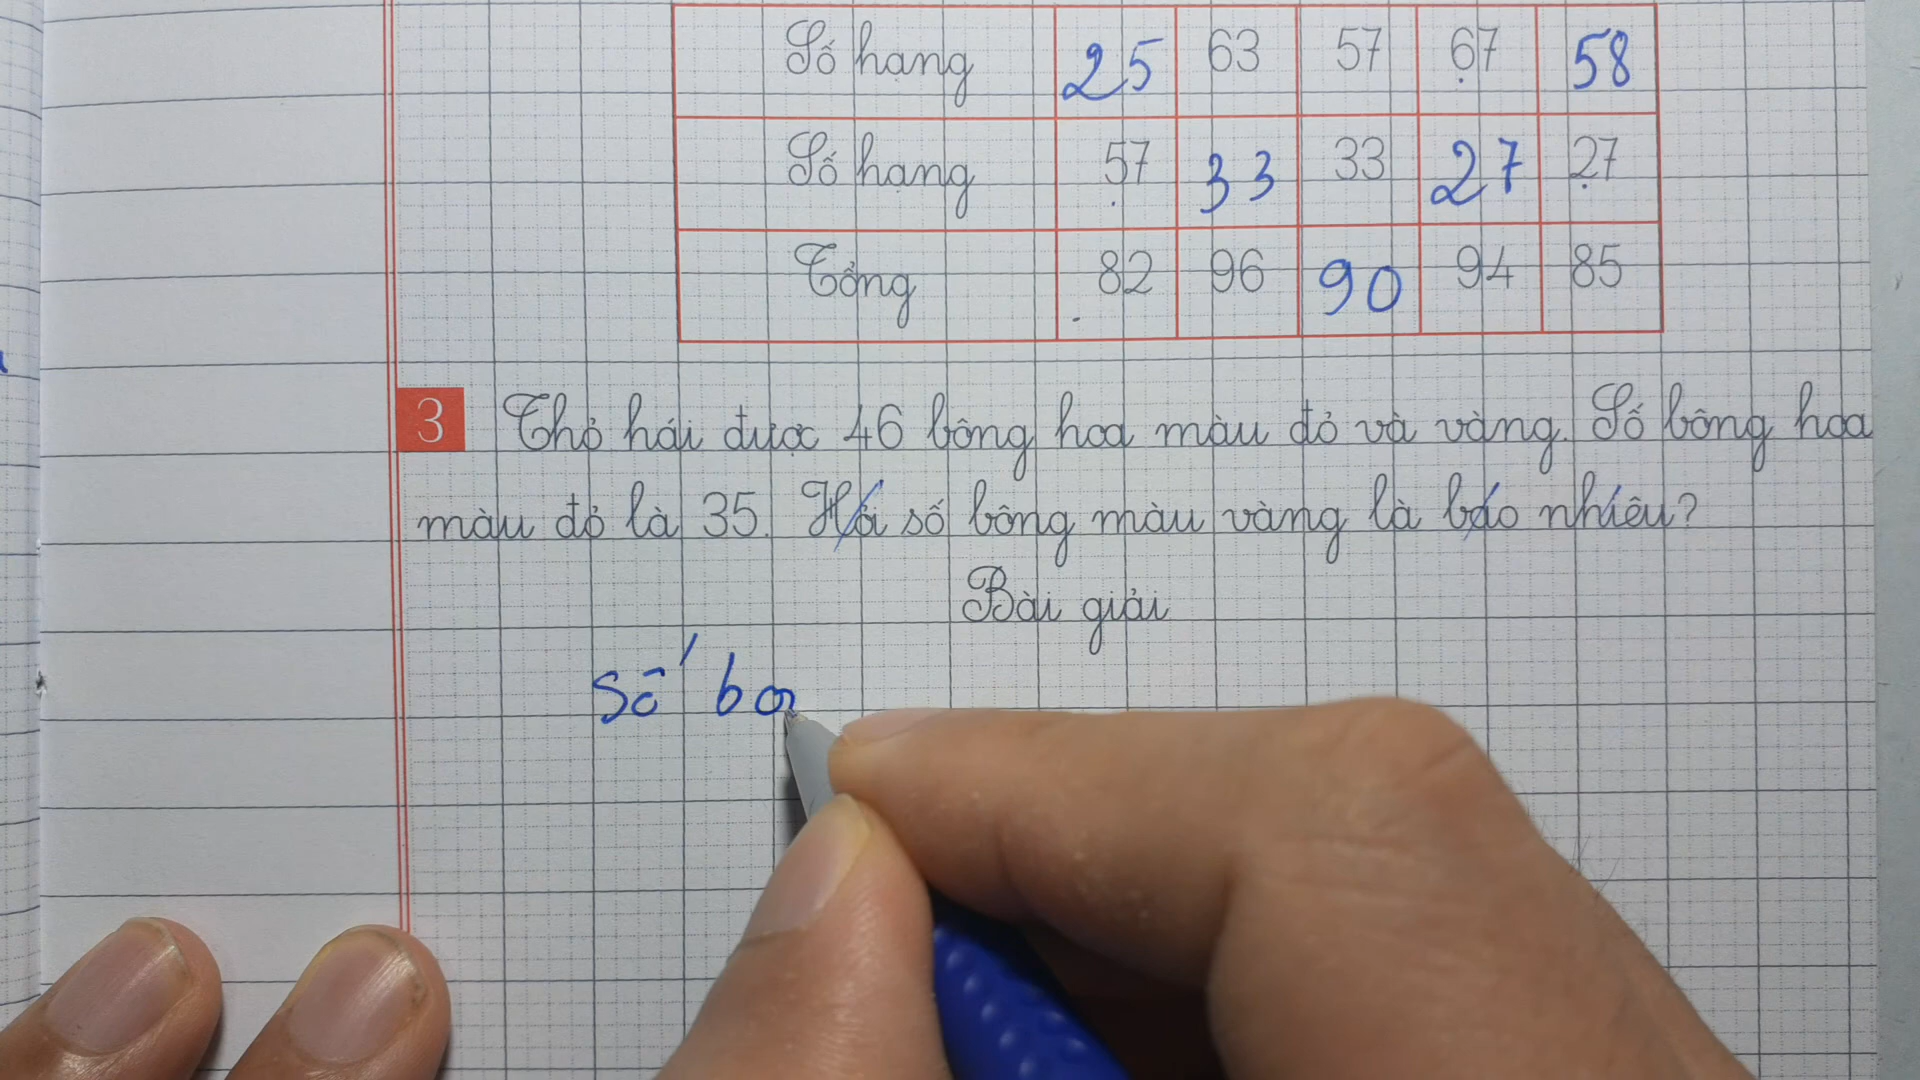 Số hạng 25 63 57 67 58
Số hạng 57 33 33 27 27
Tổng 82 96 90 94 85
3 Thỏ hái được 46 bông hoa màu đỏ và vàng. Số bông hoa
màu đỏ là 35. Hỏi số bông màu vàng là bao nhiêu?
Bài giải
Số